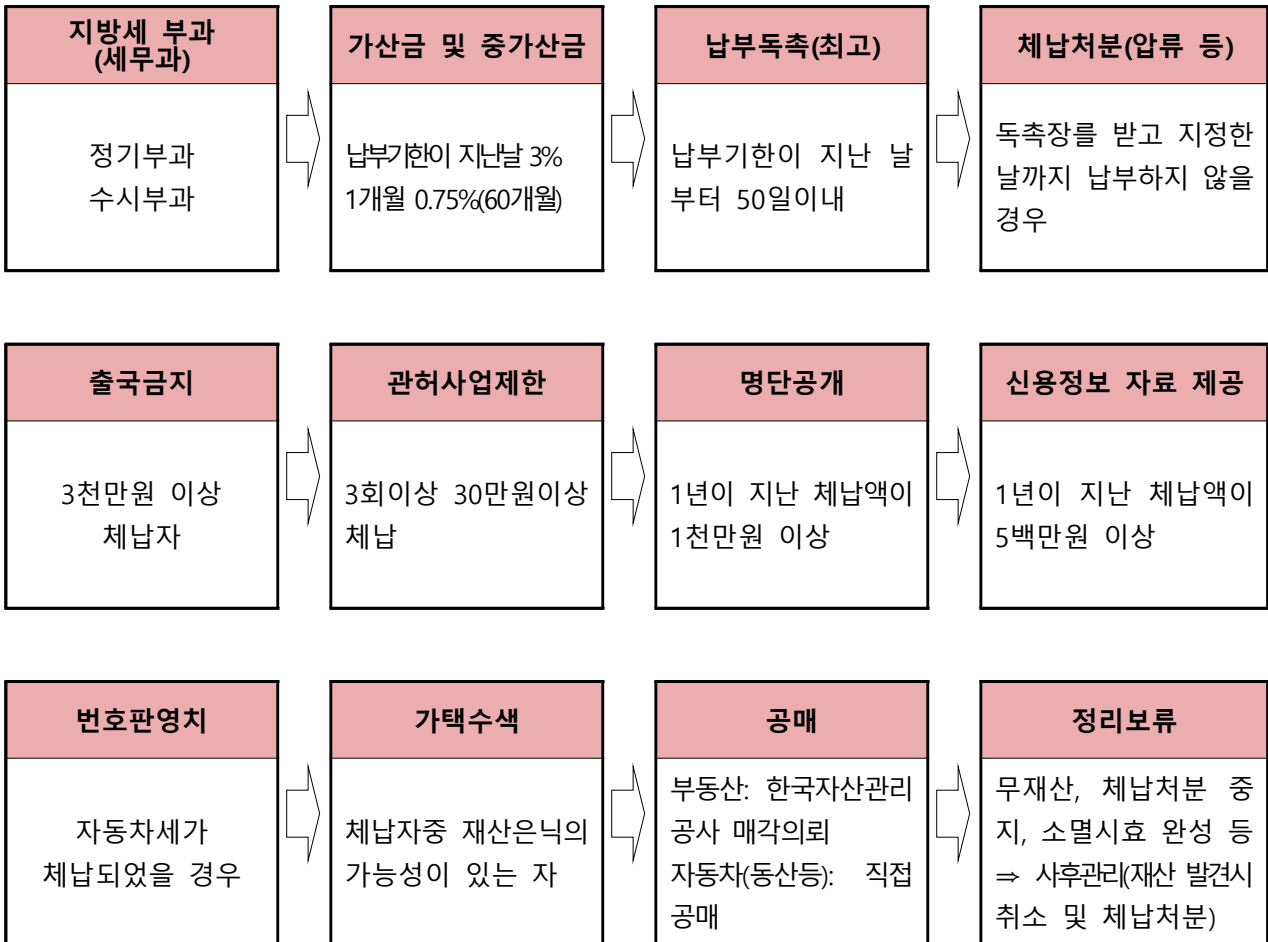 지방세 부과
(세무과)
정기부과
수시부과
가산금 및 중가산금
납부기한이 지난날 3%
1개월 0.75%(60개월)
납부독촉(최고)
납부기한이 지난 날
부터 50일이내
체납처분(압류 등)
독촉장를 받고 지정한
날까지 납부하지 않을
경우
출국금지
3천만원 이상
체납자
관허사업제한
3회이상 30만원이상
체납
명단공개
1년이 지난 체납액이
1천만원 이상
신용정보 자료 제공
1년이 지난 체납액이
5백만원 이상
번호판영치
자동차세가
체납되었을 경우
가택수색
체납자중 재산은닉의
가능성이 있는 자
공매
부동산: 한국자산관리
공사 매각의뢰
자동차(동산등): 직접
공매
정리보류
무재산, 체납처분 중
지, 소멸시효 완성 등
⇒ 사후관리(재산 발견시
취소 및 체납처분)